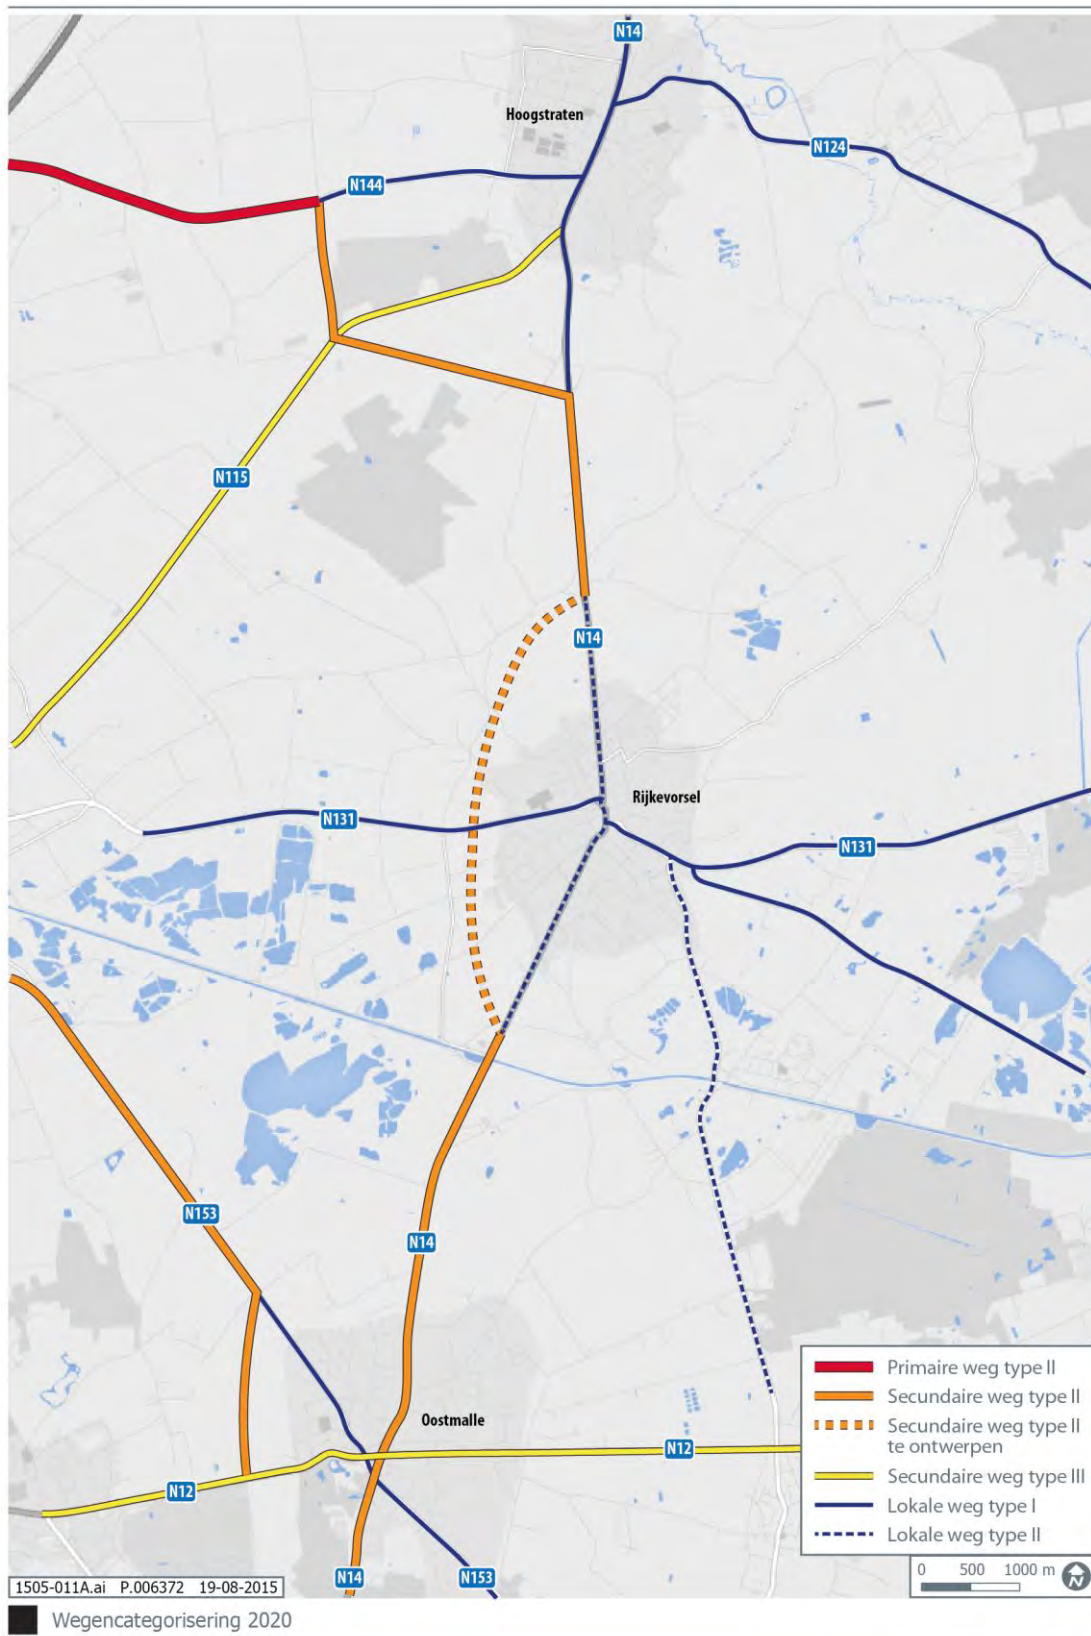 N14
Hoogstraten
N124
N144
N115
N14
Rijkevorsel
N131
N131
N153
N14
Oostmalle
N12
N12
N14
N153
Primaire weg type II
Secundaire weg type II
Secundaire weg type II
te ontwerpen
Secundaire weg type III
Lokale weg type I
Lokale weg type II
0 500 1000 m
N
1505-011A.ai P.006372 19-08-2015
Wegencategorisering 2020